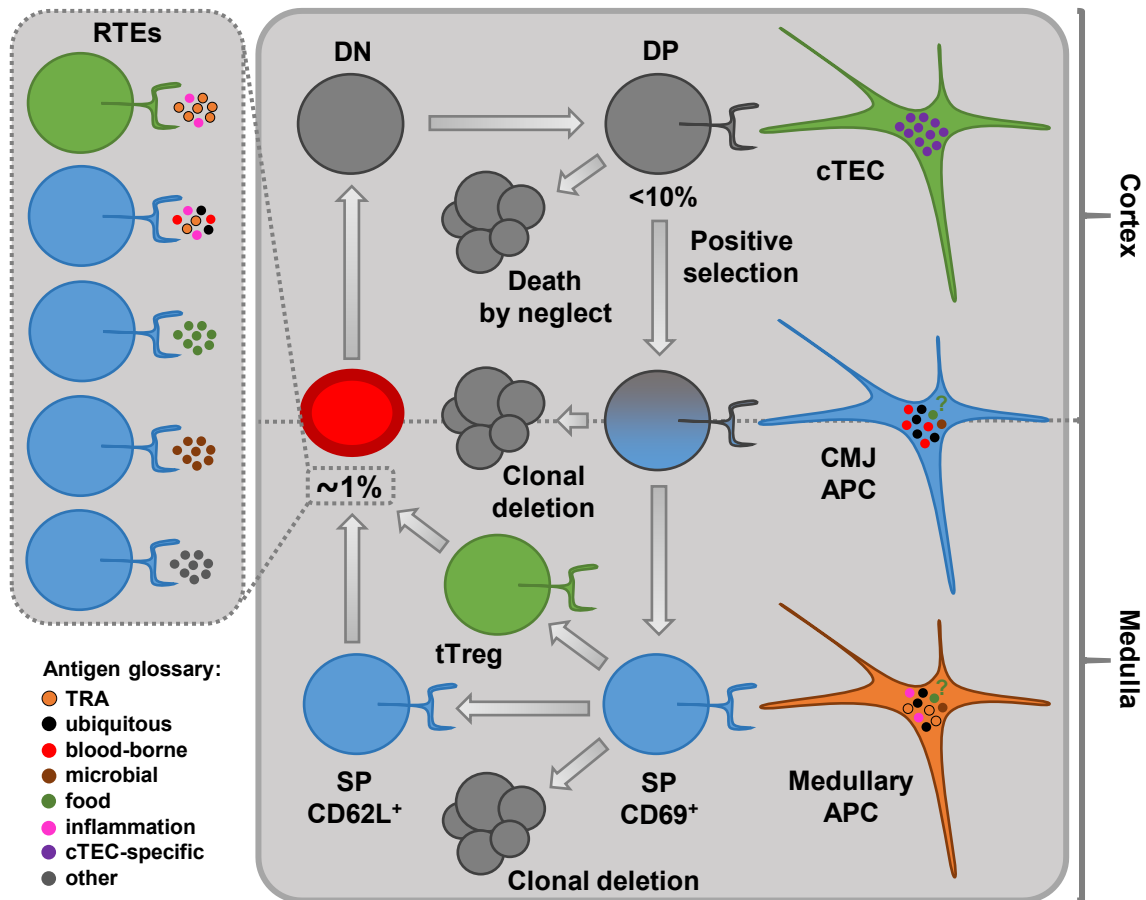 RTEs
DN
DP
cTEC
<10%
Positive
selection
Death
by neglect
Cortex
?
CMJ
APC
Clonal
deletion
~1%
tTreg
Medulla
?
SP
CD62L+
SP
CD69+
Medullary
APC
Clonal deletion
Antigen glossary:
TRA
ubiquitous
blood-borne
microbial
food
inflammation
cTEC-specific
other